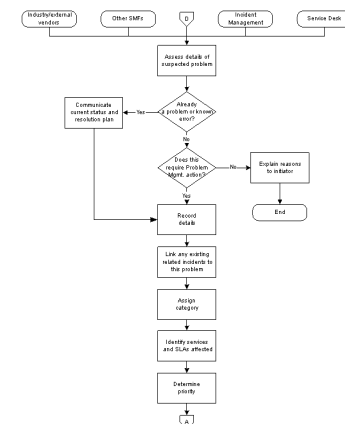 Industry/external
vendors
Other SMFs
D
Incident
Management
Service Desk
Assess details of
suspected problem
Already
a problem or known
error?
Yes
Communicate
current status and
resolution plan
No
Does this
require Problem
Mgmt. action?
No
Explain reasons
to initiator
Yes
End
Record
details
Link any existing
related incidents to
this problem
Assign
category
Identify services
and SLAs affected
Determine
priority
A